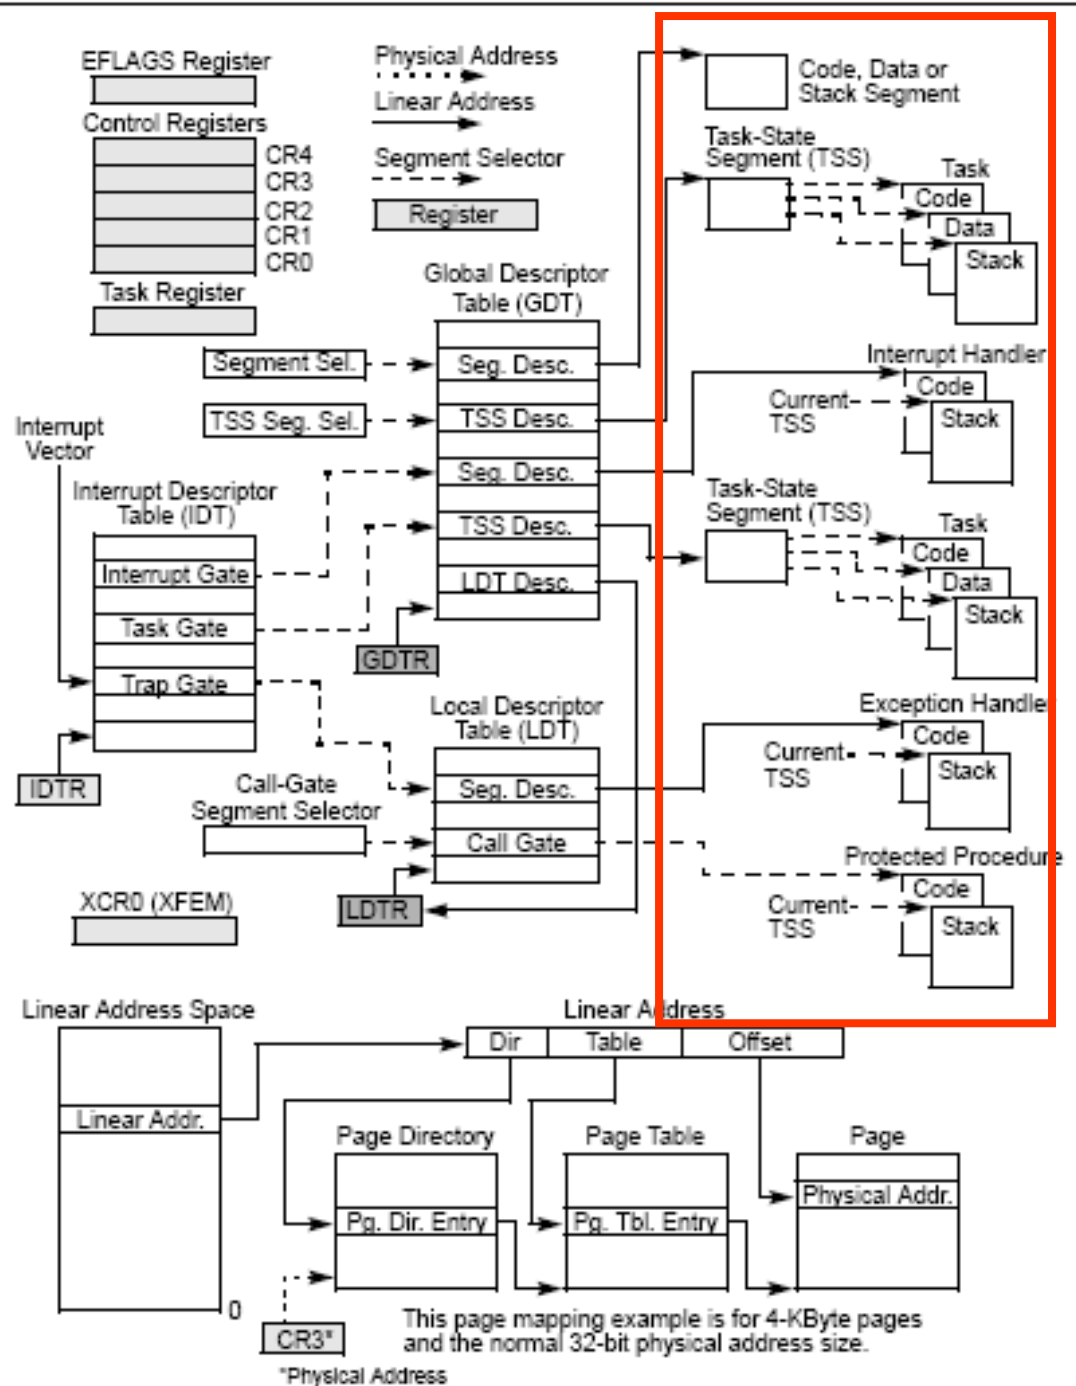 EFLAGS Register
Physical Address
Code, Data or
Stack Segment
Linear Address
Control Registers
CR4
CR3
CR2
CR1
CR0
Segment Selector
Register
Task-State
Segment (TSS)
Task
Code
Data
Stack
Task Register
Global Descriptor
Table (GDT)
Segment Sel.
Seg. Desc.
TSS Seg. Sel.
TSS Desc.
Seg. Desc.
TSS Desc.
LDT Desc.
GDTR
Interrupt Handler
Code
Stack
Current
TSS
Interrupt
Vector
Interrupt Descriptor
Table (IDT)
Interrupt Gate
Task Gate
Trap Gate
IDTR
Task-State
Segment (TSS)
Task
Code
Data
Stack
Local Descriptor
Table (LDT)
Seg. Desc.
Call Gate
LDTR
Call-Gate
Segment Selector
Exception Handler
Code
Stack
Current
TSS
Protected Procedure
Code
Stack
Current
TSS
XCR0 (XFEM)
Linear Address Space
Linear Addr.
0
Linear Address
Dir
Table
Offset
Page Directory
Pg. Dir. Entry
Page Table
Pg. Tbl. Entry
Page
Physical Addr.
CR3*
*Physical Address
This page mapping example is for 4-KByte pages
and the normal 32-bit physical address size.